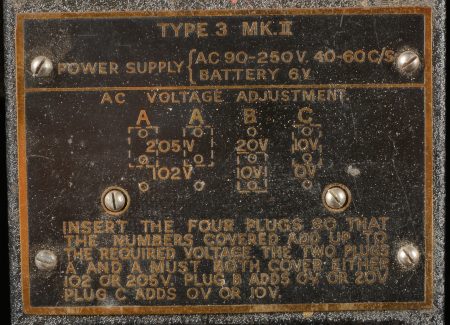 TYPE 3 MK.II
POWER SUPPLY { AC 90-250V. 40-60C/S
BATTERY 6V.
AC VOLTAGE ADJUSTMENT
A A B C
205V 20V 10V
102V 10V 0V
INSERT THE FOUR PLUGS SO THAT
THE NUMBERS COVERED ADD UP TO
THE REQUIRED VOLTAGE. THE TWO PLUGS
A AND A MUST BOTH COVER EITHER
102 OR 205V. PLUG B ADDS 0V OR 20V
PLUG C ADDS 0V OR 10V.